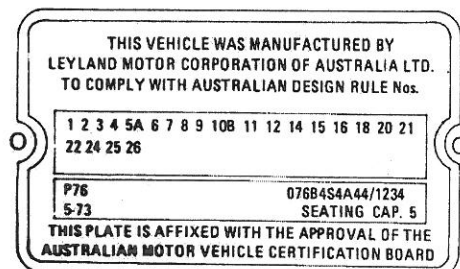 THIS VEHICLE WAS MANUFACTURED BY
LEYLAND MOTOR CORPORATION OF AUSTRALIA LTD.
TO COMPLY WITH AUSTRALIAN DESIGN RULE Nos.
1 2 3 4 5A 6 7 8 9 10B 11 12 14 15 16 18 20 21
22 24 25 26
P76 076B4S4A44/1234
5-73 SEATING CAP. 5
THIS PLATE IS AFFIXED WITH THE APPROVAL OF THE
AUSTRALIAN MOTOR VEHICLE CERTIFICATION BOARD